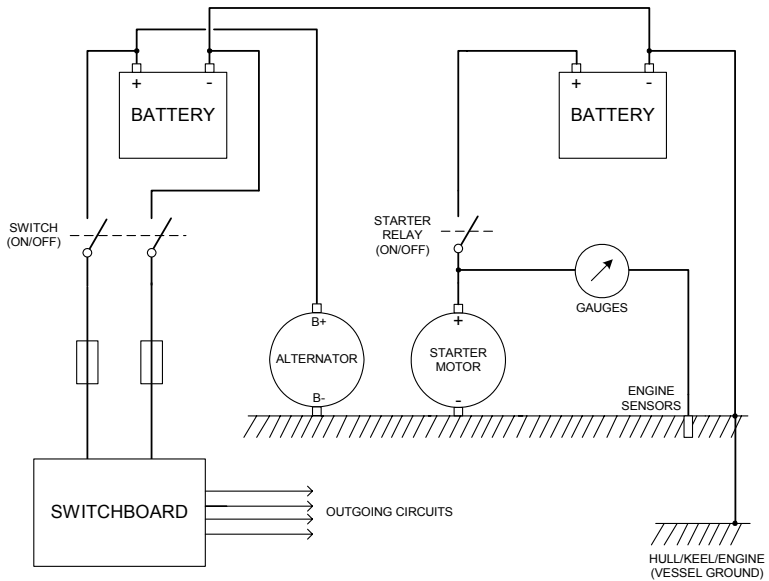 + -
BATTERY
+ -
BATTERY
SWITCH
(ON/OFF)
STARTER
RELAY
(ON/OFF)
GAUGES
B+
ALTERNATOR
B-
+
STARTER
MOTOR
-
ENGINE
SENSORS
SWITCHBOARD
OUTGOING CIRCUITS
HULL/KEEL/ENGINE
(VESSEL GROUND)